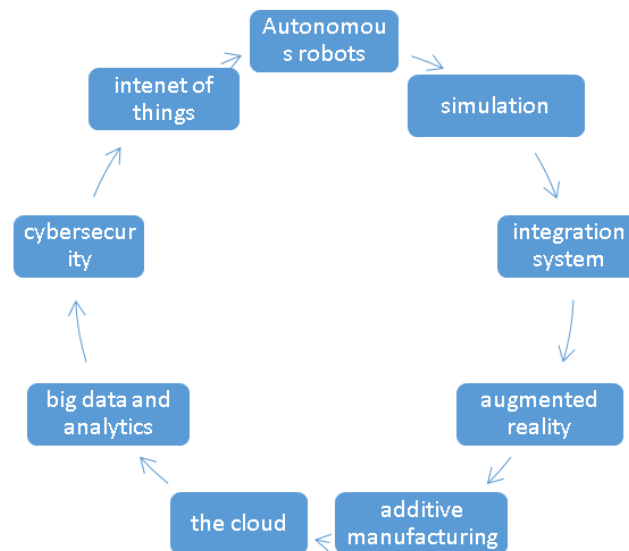 Autonomou
s robots
simulation
integration
system
augmented
reality
additive
manufacturing
the cloud
big data and
analytics
cybersecur
ity
intenet of
things